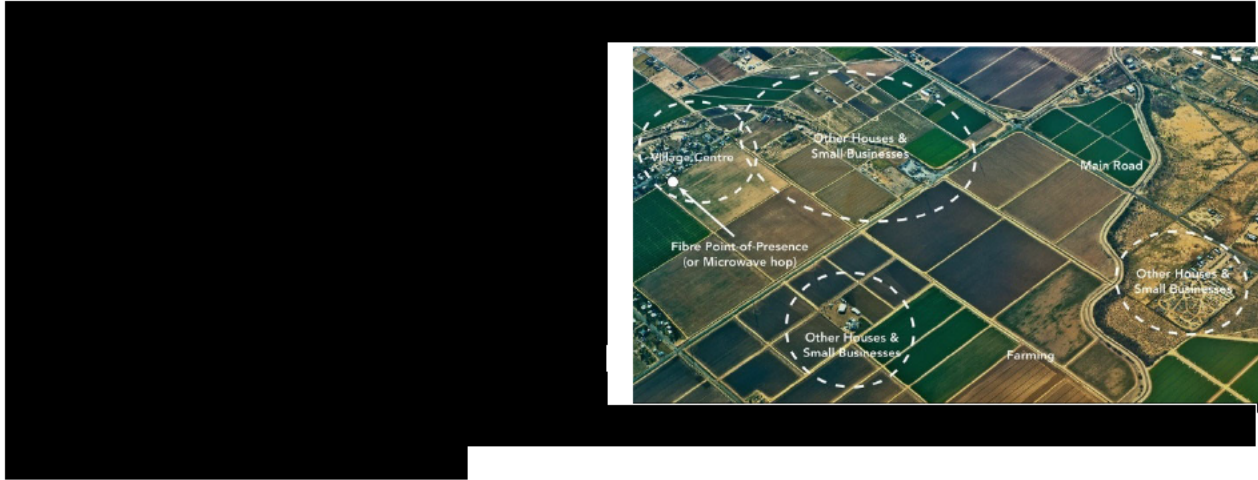 Other Houses &
Small Businesses
Village Centre
Main Road
Fibre Point-of-Presence
(or Microwave hop)
Other Houses &
Small Businesses
Other Houses &
Small Businesses
Farming